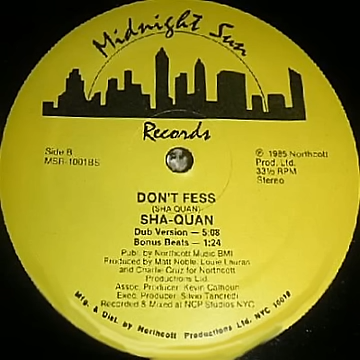 Midnight Sun
Records
Side B
MSR-1001BS
℗ 1985 Northcott
Prod. Ltd.
33⅓ RPM
Stereo
DON'T FESS
(SHA QUAN)
SHA-QUAN
Dub Version — 5:08
Bonus Beats — 1:24
Publ. by Northcott Music BMI
Produced by Matt Noble, Louie Lauran
and Charlie Cruz for Northcott
Productions Ltd.
Assoc. Producer: Kevin Calhoun
Exec. Producer: Silvio Tancredi
Recorded & Mixed at NCP Studios NYC
Mfg. & Dist. by Northcott Productions Ltd. NYC 10018